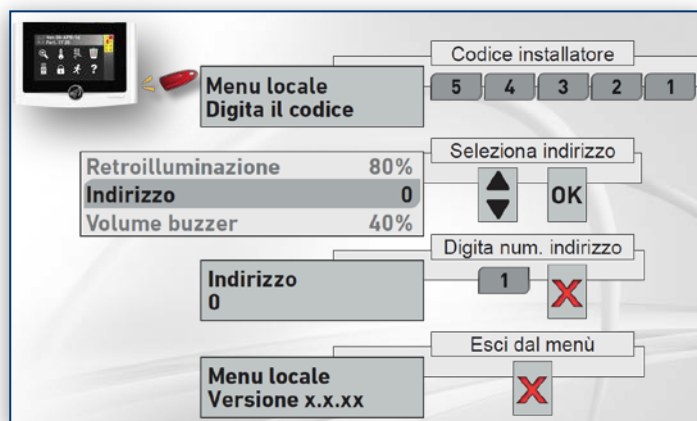 Codice installatore
Menu locale
Digita il codice
5 4 3 2 1
Seleziona indirizzo
Retroilluminazione 80%
Indirizzo 0
Volume buzzer 40%
OK
Digita num. indirizzo
Indirizzo
0
1
X
Esci dal menù
Menu locale
Versione x.x.xx
X